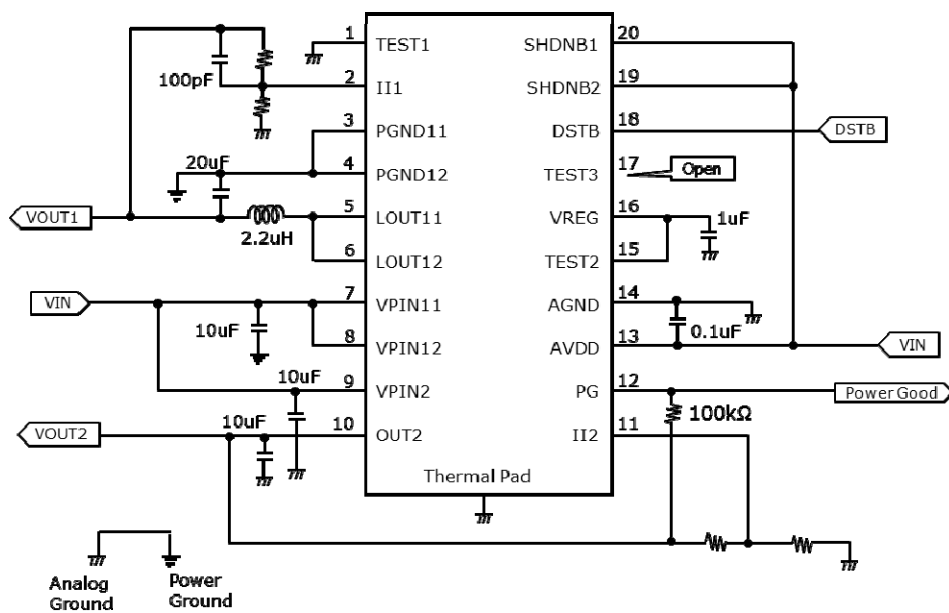 1 TEST1 SHDNB1 20
100pF
2 II1 SHDNB2 19
3 PGND11 DSTB 18 DSTB
20uF
4 PGND12 TEST3 17 Open
VOUT1
2.2uH
5 LOUT11 VREG 16 1uF
6 LOUT12 TEST2 15
VIN
7 VPIN11 AGND 14
10uF
0.1uF
8 VPIN12 AVDD 13 VIN
10uF
9 VPIN2 PG 12 Power Good
100kΩ
VOUT2
10uF
10 OUT2 II2 11
Thermal Pad
Analog
Ground
Power
Ground